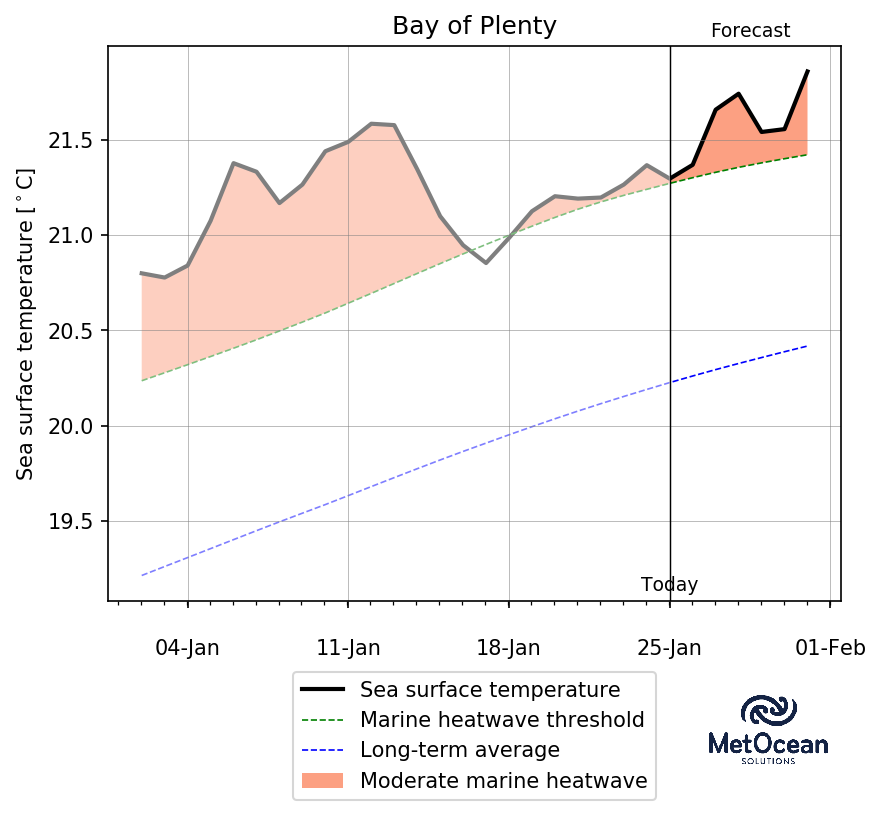 Bay of Plenty
Forecast
Sea surface temperature [°C]
21.5
21.0
20.5
20.0
19.5
Today
04-Jan 11-Jan 18-Jan 25-Jan 01-Feb
Sea surface temperature
Marine heatwave threshold
Long-term average
Moderate marine heatwave
MetOcean
SOLUTIONS